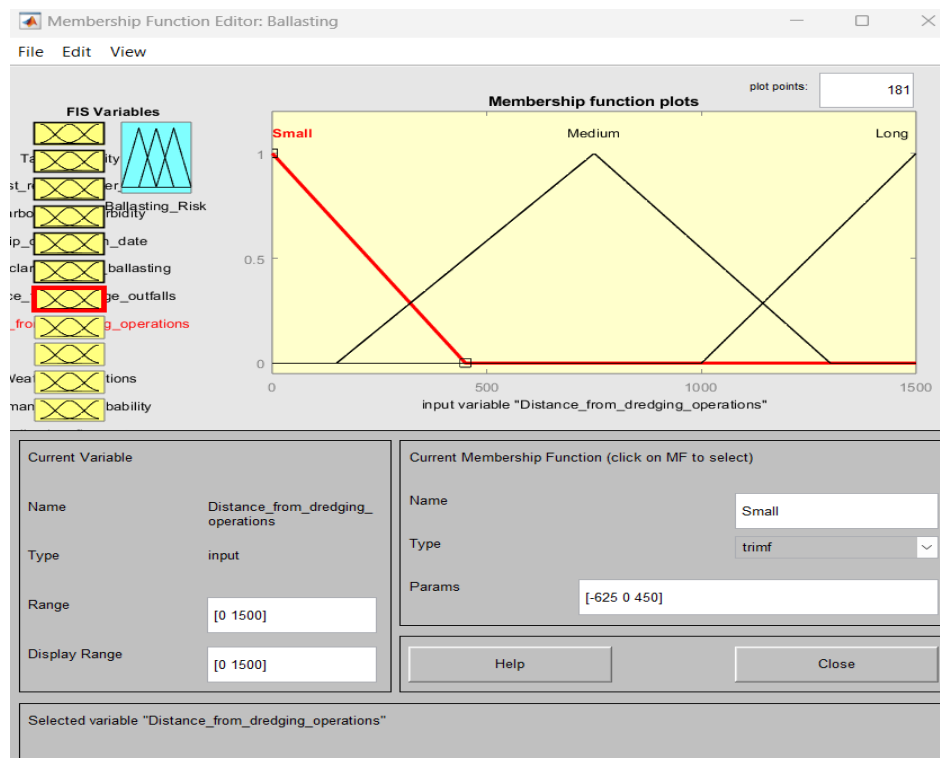 Membership Function Editor: Ballasting
File Edit View
FIS Variables
Ballasting_Risk
_date
_ballasting
ge_outfalls
g_operations
tions
bability
Membership function plots
plot points:
181
Small
Medium
Long
1
0.5
0
0
500
1000
1500
input variable "Distance_from_dredging_operations"
Current Variable
Name
Distance_from_dredging_
operations
Type
input
Range
[0 1500]
Display Range
[0 1500]
Current Membership Function (click on MF to select)
Name
Small
Type
trimf
Params
[-625 0 450]
Help
Close
Selected variable "Distance_from_dredging_operations"